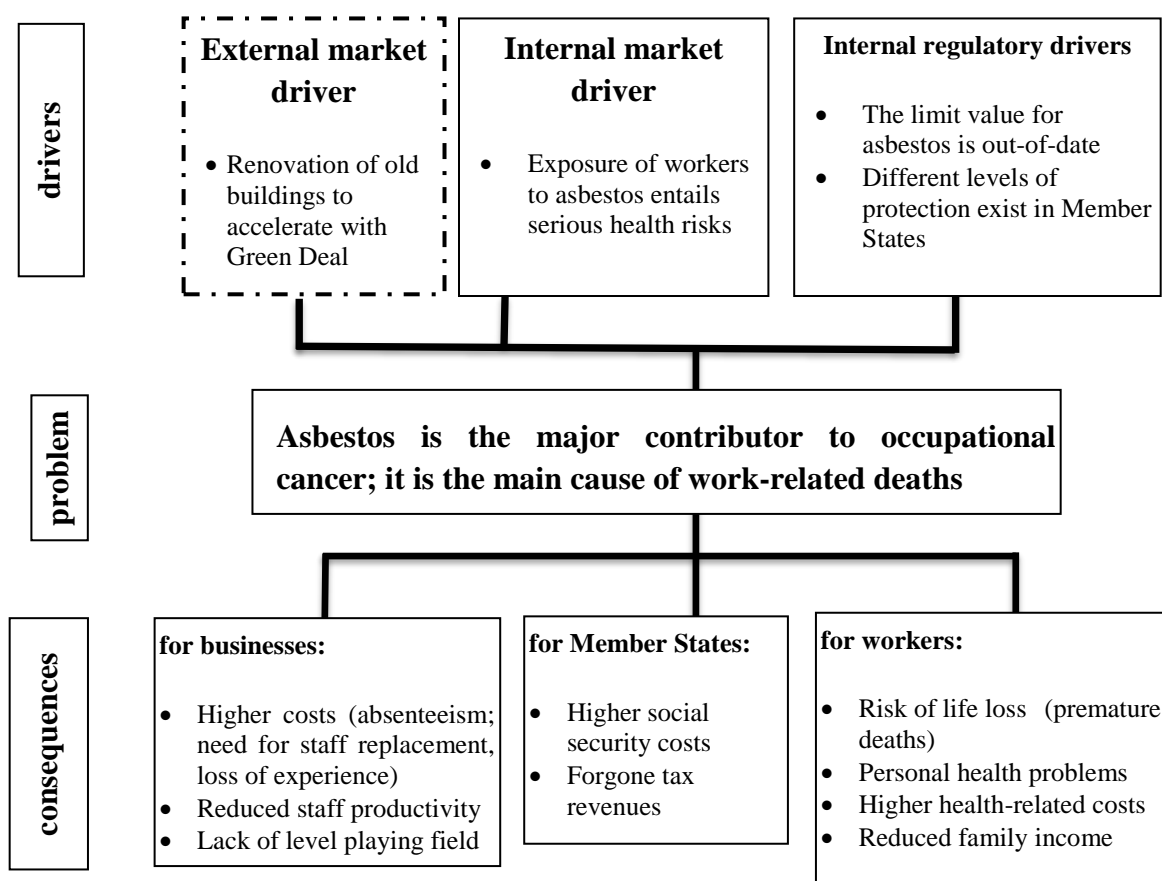 drivers
External market
driver
• Renovation of old
buildings to
accelerate with
Green Deal
Internal market
driver
• Exposure of workers
to asbestos entails
serious health risks
Internal regulatory drivers
• The limit value for
asbestos is out-of-date
• Different levels of
protection exist in Member
States
problem
Asbestos is the major contributor to occupational
cancer; it is the main cause of work-related deaths
consequences
for businesses:
• Higher costs (absenteeism;
need for staff replacement,
loss of experience)
• Reduced staff productivity
• Lack of level playing field
for Member States:
• Higher social
security costs
• Forgone tax
revenues
for workers:
• Risk of life loss (premature
deaths)
• Personal health problems
• Higher health-related costs
• Reduced family income